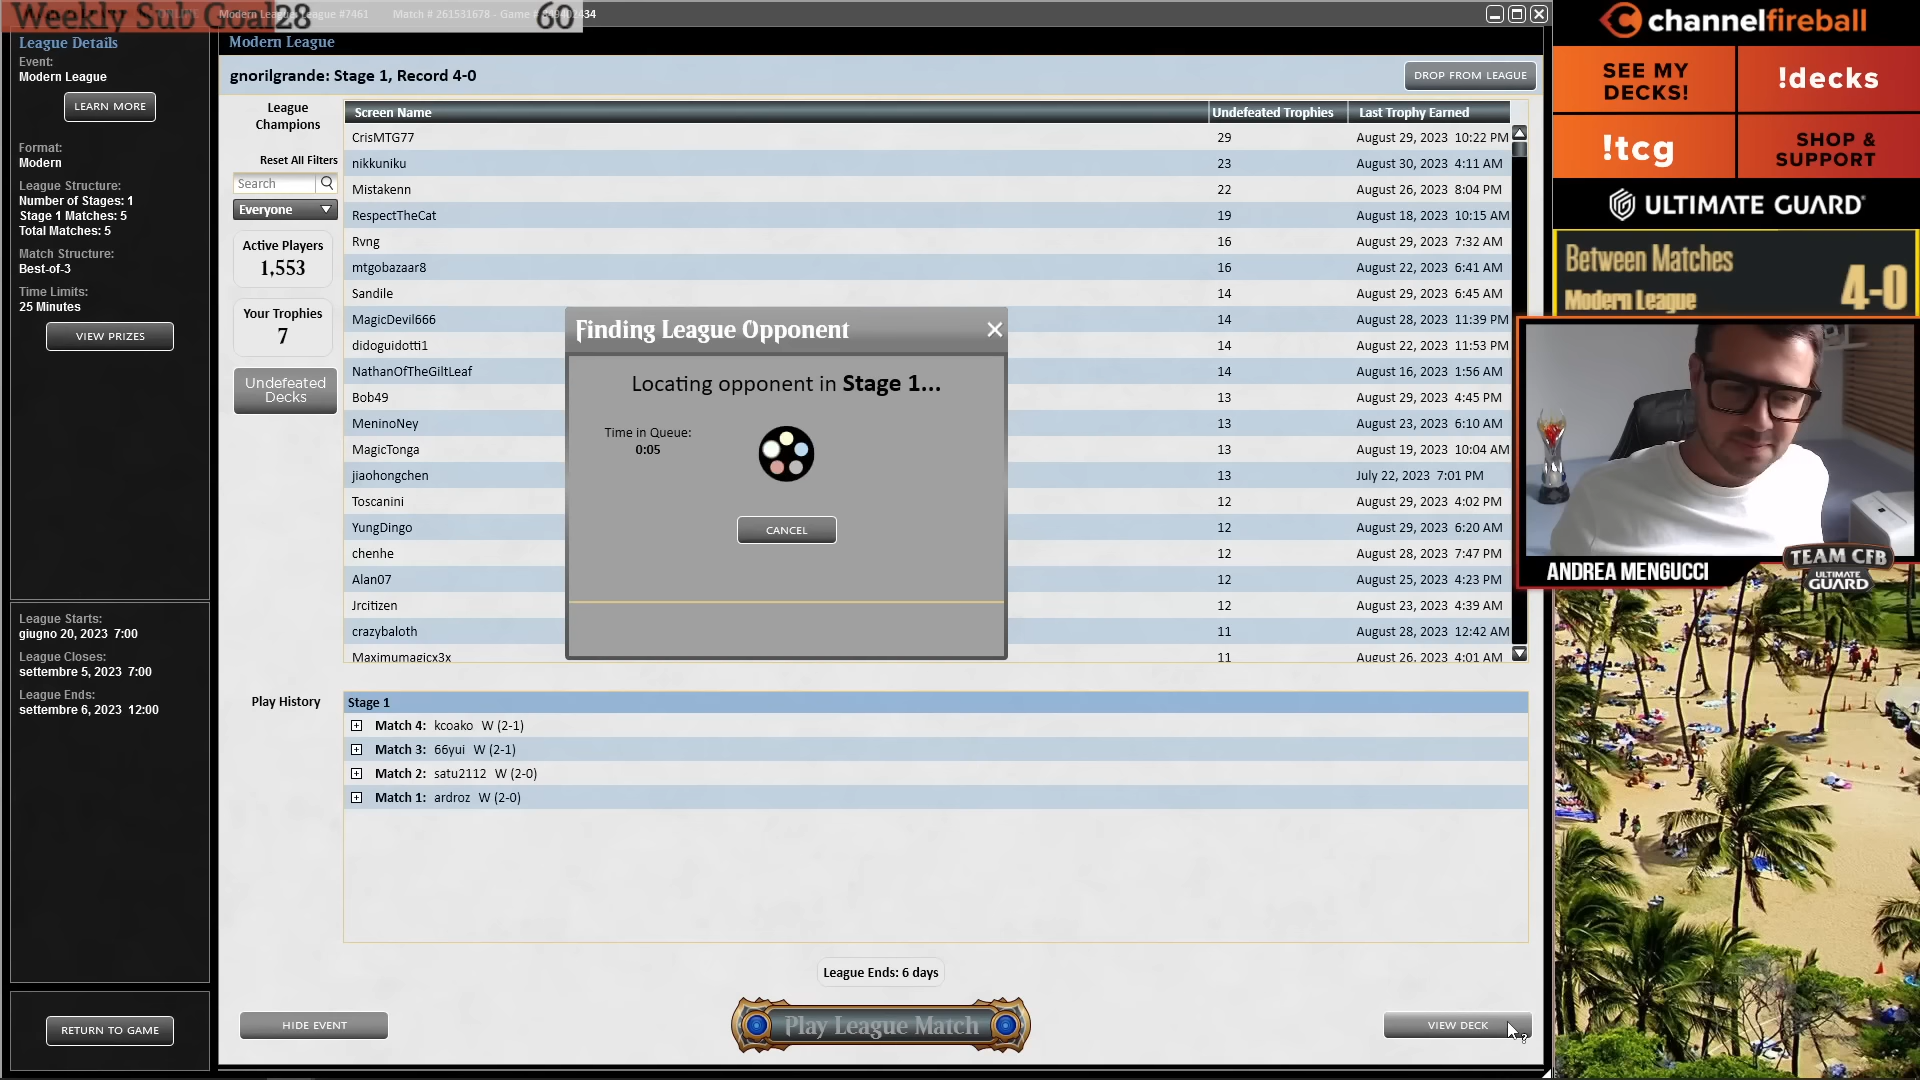 Weekly Sub Goal 28 60
Modern League League #7461 Match # 261531678 - Game
League Details
Event:
Modern League
LEARN MORE
Format:
Modern
League Structure:
Number of Stages: 1
Stage 1 Matches: 5
Total Matches: 5
Match Structure:
Best-of-3
Time Limits:
25 Minutes
VIEW PRIZES
League Starts:
giugno 20, 2023 7:00
League Closes:
settembre 5, 2023 7:00
League Ends:
settembre 6, 2023 12:00
RETURN TO GAME
Modern League
gnorilgrande: Stage 1, Record 4-0
DROP FROM LEAGUE
League
Champions
Reset All Filters
Search
Everyone
Active Players
1,553
Your Trophies
7
Undefeated
Decks
Screen Name Undefeated Trophies Last Trophy Earned
CrisMTG77 29 August 29, 2023 10:22 PM
nikkuniku 23 August 30, 2023 4:11 AM
Mistakenn 22 August 26, 2023 8:04 PM
RespectTheCat 19 August 18, 2023 10:15 AM
Rvng 16 August 29, 2023 7:32 AM
mtgobazaar8 16 August 22, 2023 6:41 AM
Sandile 14 August 29, 2023 6:45 AM
MagicDevil666 14 August 28, 2023 11:39 PM
didoguidotti1 14 August 22, 2023 11:53 PM
NathanOfTheGiltLeaf 14 August 16, 2023 1:56 AM
Bob49 13 August 29, 2023 4:45 PM
MeninoNey 13 August 23, 2023 6:10 AM
MagicTonga 13 August 19, 2023 10:04 AM
jiaohongchen 13 July 22, 2023 7:01 PM
Toscanini 12 August 29, 2023 4:02 PM
YungDingo 12 August 29, 2023 6:20 AM
chenhe 12 August 28, 2023 7:47 PM
Alan07 12 August 25, 2023 4:23 PM
Jrcitizen 12 August 23, 2023 4:39 AM
crazybaloth 11 August 28, 2023 12:42 AM
Maximumagicx3x 11 August 26, 2023 4:01 AM
Finding League Opponent
Locating opponent in Stage 1...
Time in Queue:
0:05
CANCEL
Play History
Stage 1
Match 4: kcoako W (2-1)
Match 3: 66yui W (2-1)
Match 2: satu2112 W (2-0)
Match 1: ardroz W (2-0)
League Ends: 6 days
HIDE EVENT
Play League Match
VIEW DECK
channelfireball
SEE MY
DECKS!
!decks
!tcg
SHOP &
SUPPORT
ULTIMATE GUARD
Between Matches
Modern League
4-0
ANDREA MENGUCCI
TEAM CFB
ULTIMATE
GUARD